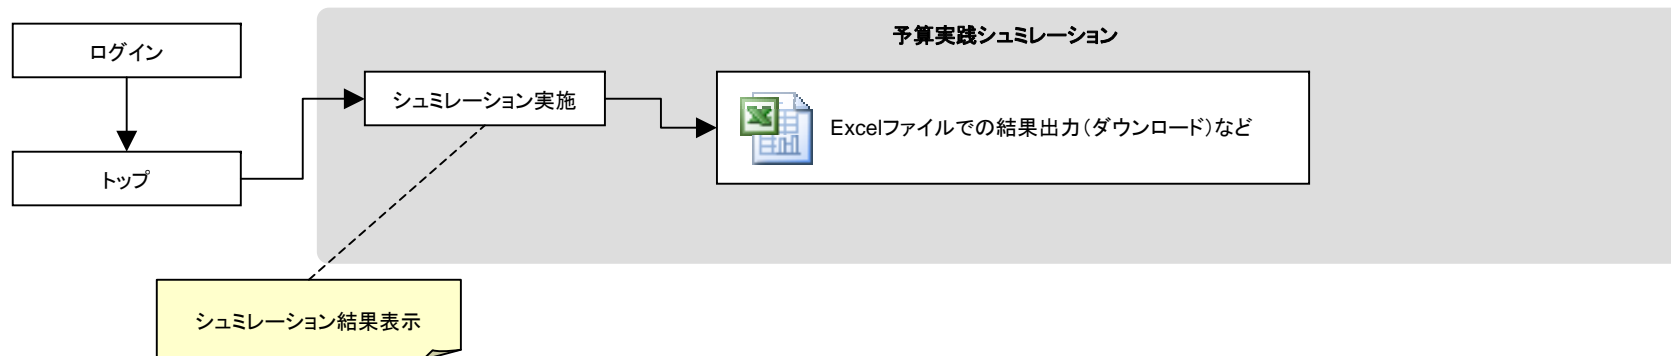 予算実践シュミレーション
ログイン
シュミレーション実施
Excelファイルでの結果出力（ダウンロード）など
トップ
シュミレーション結果表示